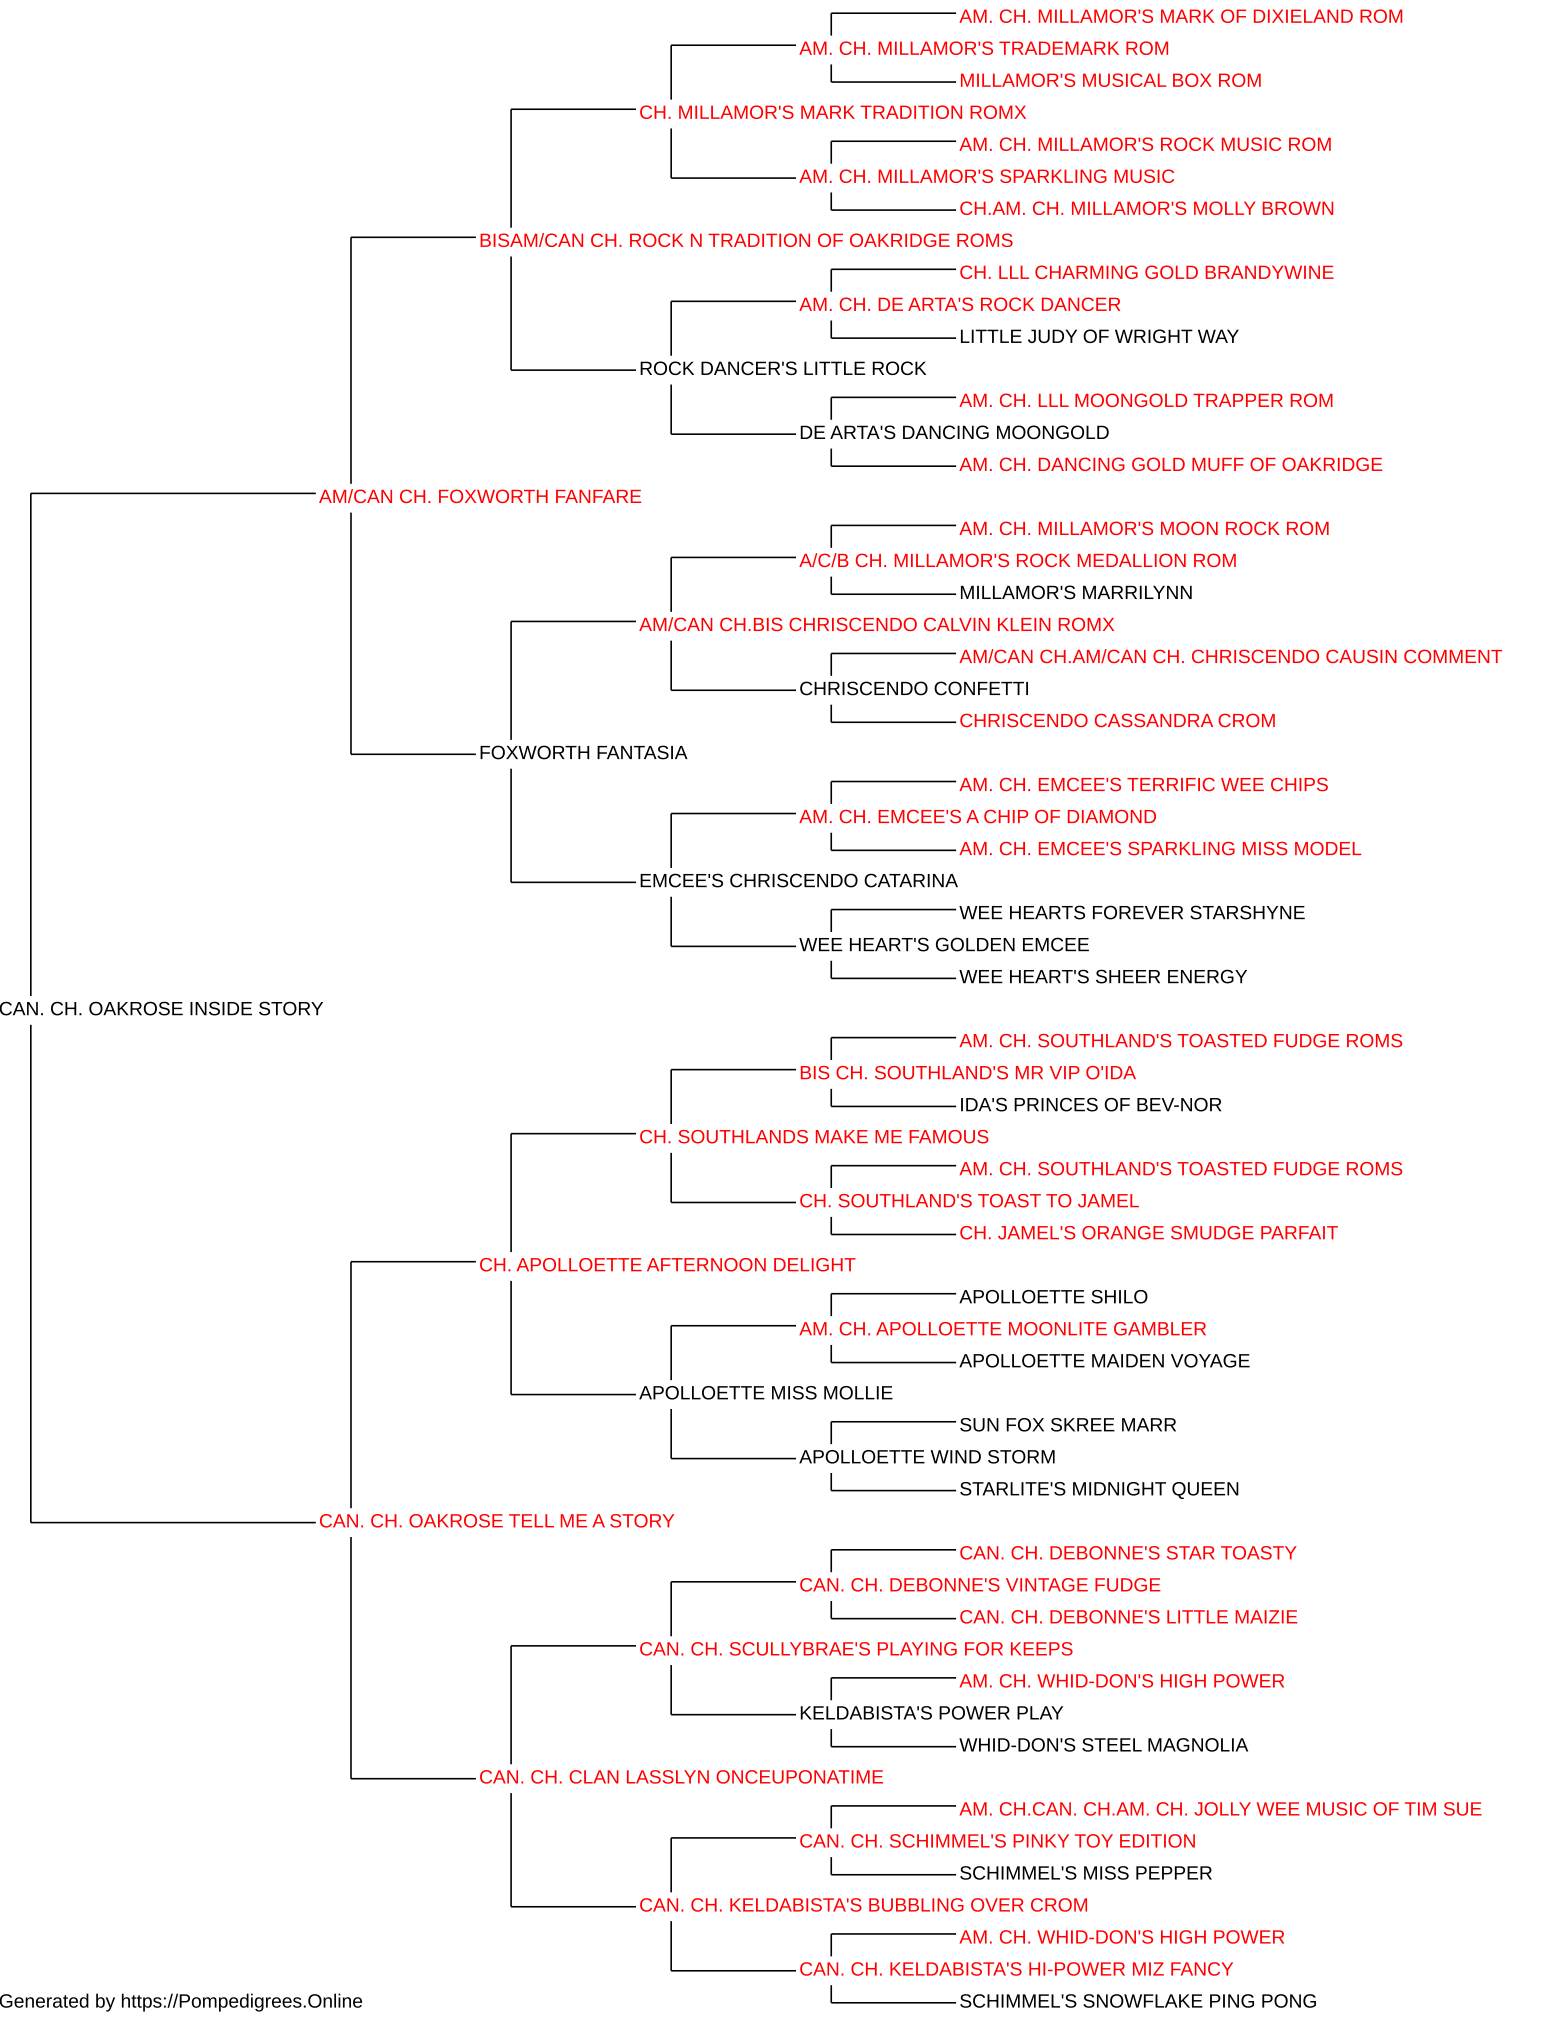 AM. CH. MILLAMOR'S MARK OF DIXIELAND ROM
AM. CH. MILLAMOR'S TRADEMARK ROM
MILLAMOR'S MUSICAL BOX ROM
CH. MILLAMOR'S MARK TRADITION ROMX
AM. CH. MILLAMOR'S ROCK MUSIC ROM
AM. CH. MILLAMOR'S SPARKLING MUSIC
CH.AM. CH. MILLAMOR'S MOLLY BROWN
BISAM/CAN CH. ROCK N TRADITION OF OAKRIDGE ROMS
CH. LLL CHARMING GOLD BRANDYWINE
AM. CH. DE ARTA'S ROCK DANCER
LITTLE JUDY OF WRIGHT WAY
ROCK DANCER'S LITTLE ROCK
AM. CH. LLL MOONGOLD TRAPPER ROM
DE ARTA'S DANCING MOONGOLD
AM. CH. DANCING GOLD MUFF OF OAKRIDGE
AM/CAN CH. FOXWORTH FANFARE
AM. CH. MILLAMOR'S MOON ROCK ROM
A/C/B CH. MILLAMOR'S ROCK MEDALLION ROM
MILLAMOR'S MARRILYNN
AM/CAN CH.BIS CHRISCENDO CALVIN KLEIN ROMX
AM/CAN CH.AM/CAN CH. CHRISCENDO CAUSIN COMMENT
CHRISCENDO CONFETTI
CHRISCENDO CASSANDRA CROM
FOXWORTH FANTASIA
AM. CH. EMCEE'S TERRIFIC WEE CHIPS
AM. CH. EMCEE'S A CHIP OF DIAMOND
AM. CH. EMCEE'S SPARKLING MISS MODEL
EMCEE'S CHRISCENDO CATARINA
WEE HEARTS FOREVER STARSHYNE
WEE HEART'S GOLDEN EMCEE
WEE HEART'S SHEER ENERGY
CAN. CH. OAKROSE INSIDE STORY
AM. CH. SOUTHLAND'S TOASTED FUDGE ROMS
BIS CH. SOUTHLAND'S MR VIP O'IDA
IDA'S PRINCES OF BEV-NOR
CH. SOUTHLANDS MAKE ME FAMOUS
AM. CH. SOUTHLAND'S TOASTED FUDGE ROMS
CH. SOUTHLAND'S TOAST TO JAMEL
CH. JAMEL'S ORANGE SMUDGE PARFAIT
CH. APOLLOETTE AFTERNOON DELIGHT
APOLLOETTE SHILO
AM. CH. APOLLOETTE MOONLITE GAMBLER
APOLLOETTE MAIDEN VOYAGE
APOLLOETTE MISS MOLLIE
SUN FOX SKREE MARR
APOLLOETTE WIND STORM
STARLITE'S MIDNIGHT QUEEN
CAN. CH. OAKROSE TELL ME A STORY
CAN. CH. DEBONNE'S STAR TOASTY
CAN. CH. DEBONNE'S VINTAGE FUDGE
CAN. CH. DEBONNE'S LITTLE MAIZIE
CAN. CH. SCULLYBRAE'S PLAYING FOR KEEPS
AM. CH. WHID-DON'S HIGH POWER
KELDABISTA'S POWER PLAY
WHID-DON'S STEEL MAGNOLIA
CAN. CH. CLAN LASSLYN ONCEUPONATIME
AM. CH.CAN. CH.AM. CH. JOLLY WEE MUSIC OF TIM SUE
CAN. CH. SCHIMMEL'S PINKY TOY EDITION
SCHIMMEL'S MISS PEPPER
CAN. CH. KELDABISTA'S BUBBLING OVER CROM
AM. CH. WHID-DON'S HIGH POWER
CAN. CH. KELDABISTA'S HI-POWER MIZ FANCY
SCHIMMEL'S SNOWFLAKE PING PONG
Generated by https://Pompedigrees.Online